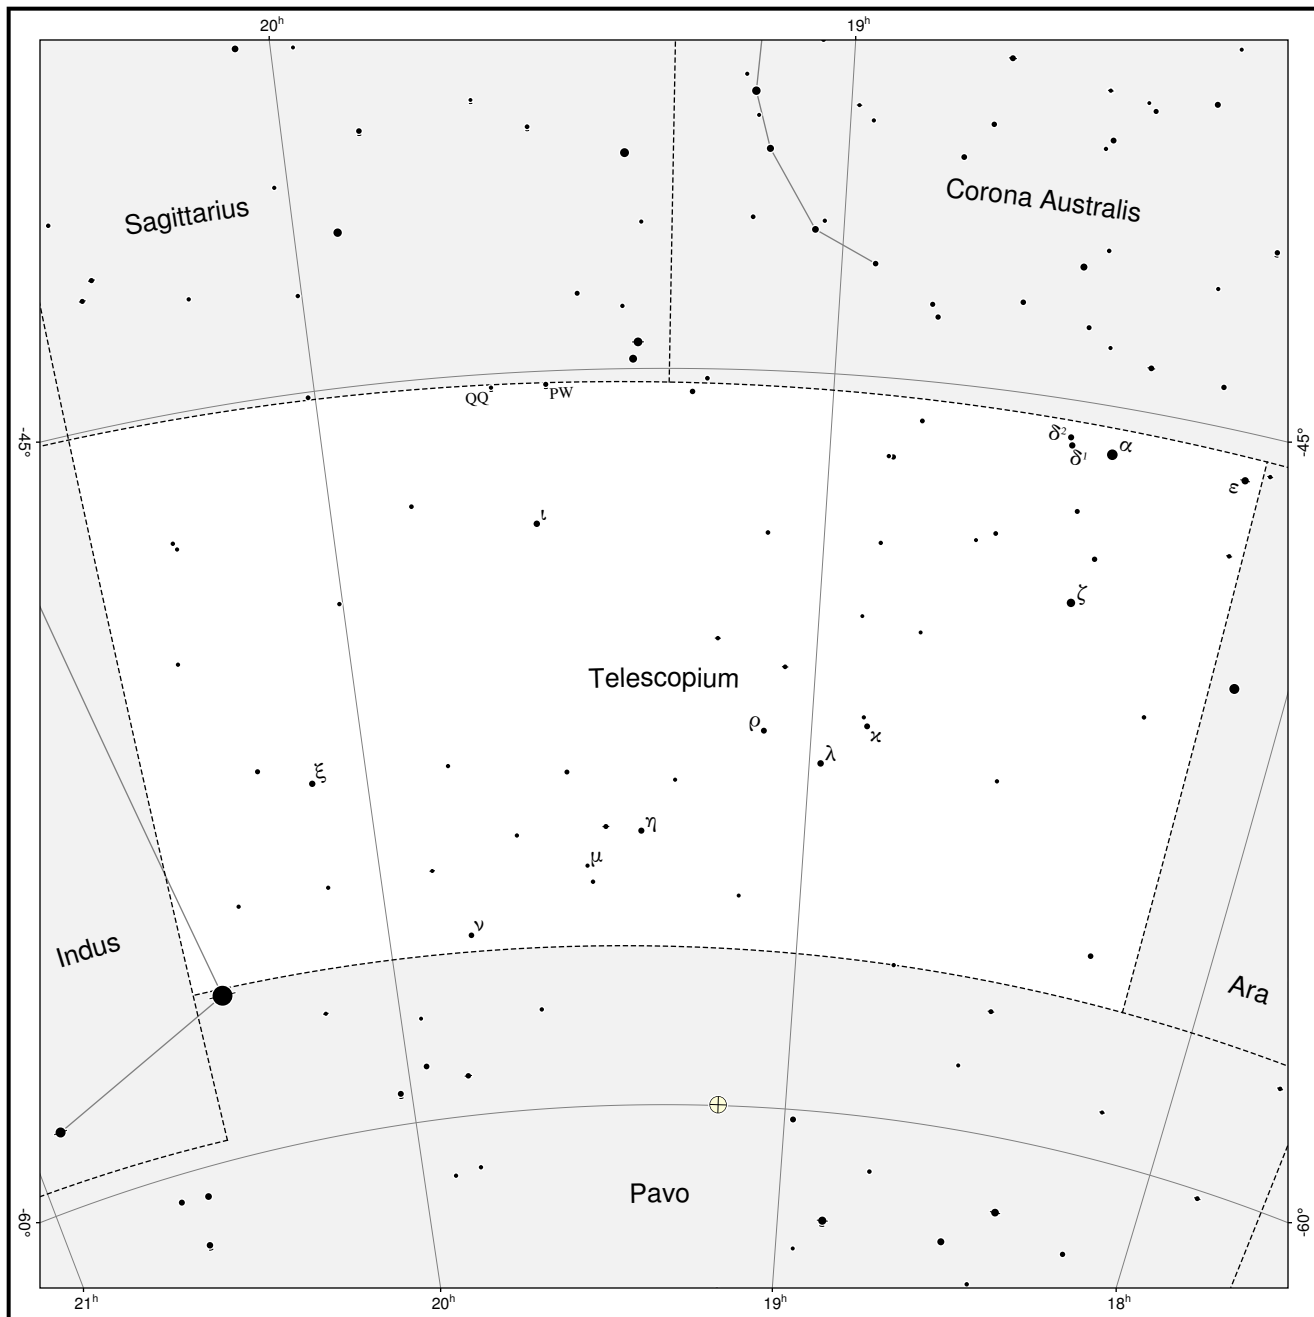 20h
19h
Sagittarius
Corona Australis
QQ
PW
-45°
-45°
δ²
δ¹
α
ε
ι
ζ
Telescopium
ρ
ϰ
λ
ξ
η
μ
ν
Indus
Ara
Pavo
-60°
-60°
21h
20h
19h
18h